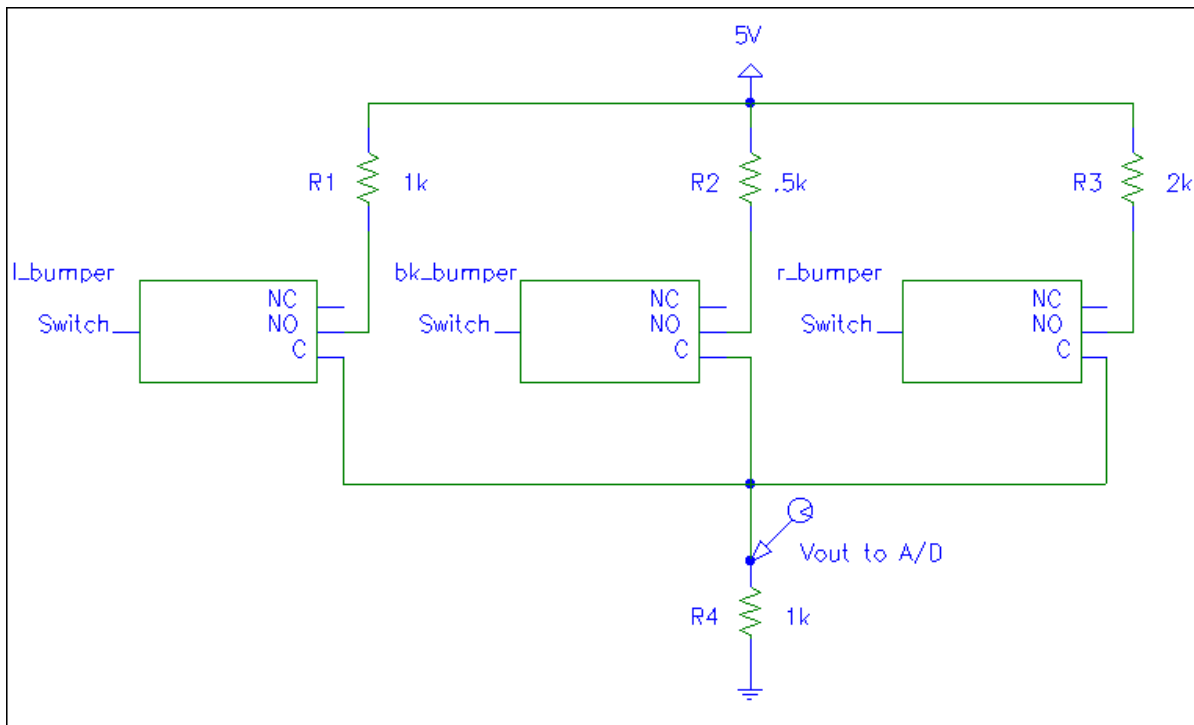 5V
R1 1k
R2 .5k
R3 2k
l_bumper
bk_bumper
r_bumper
Switch
NC
NO
C
Switch
NC
NO
C
Switch
NC
NO
C
Vout to A/D
R4 1k